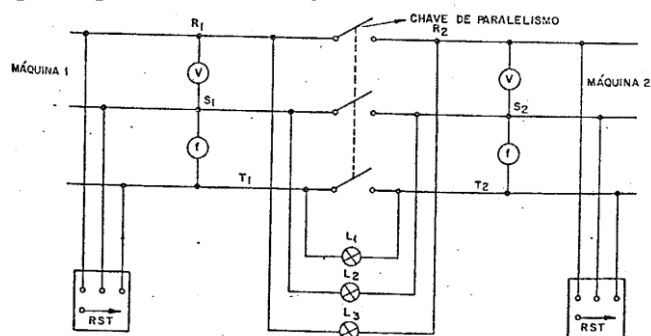 R1
CHAVE DE PARALELISMO
R2
MÁQUINA 1
V
V
MÁQUINA 2
S1
S2
f
f
T1
T2
L1
L2
L3
RST
RST